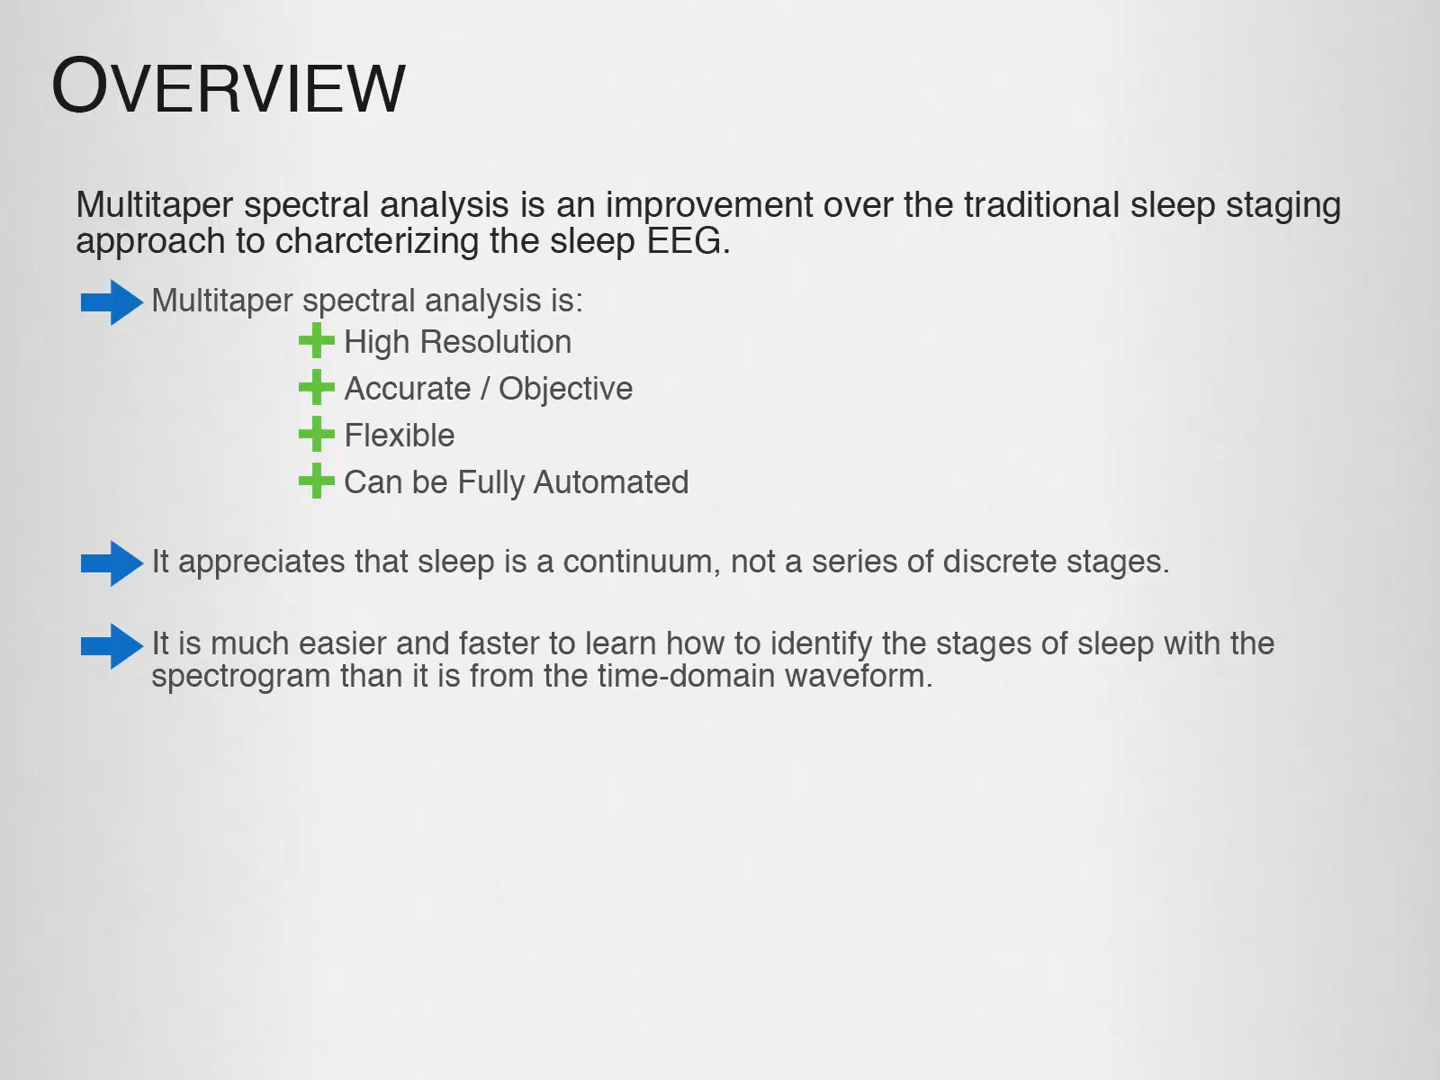 OVERVIEW
Multitaper spectral analysis is an improvement over the traditional sleep staging
approach to charcterizing the sleep EEG.
Multitaper spectral analysis is:
High Resolution
Accurate / Objective
Flexible
Can be Fully Automated
It appreciates that sleep is a continuum, not a series of discrete stages.
It is much easier and faster to learn how to identify the stages of sleep with the
spectrogram than it is from the time-domain waveform.